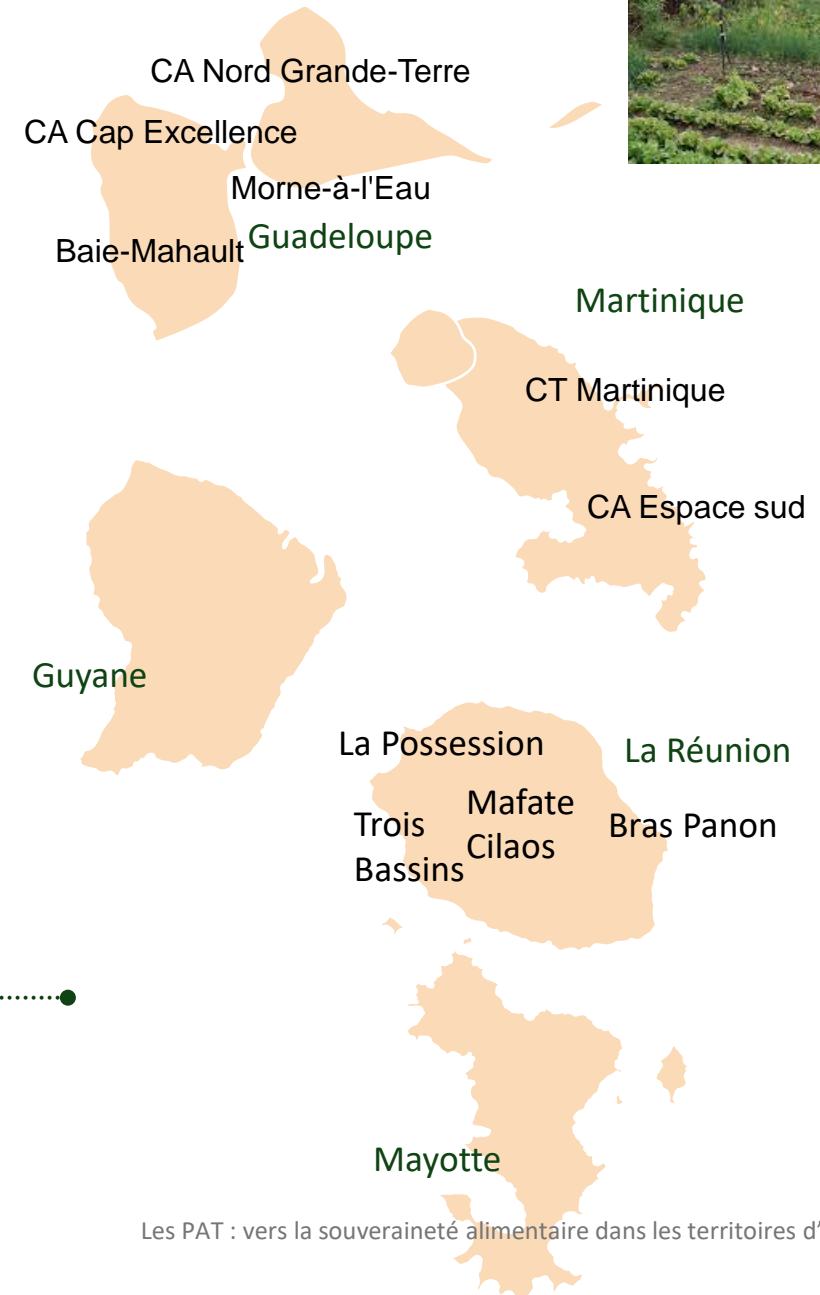 CA Nord Grande-Terre
CA Cap Excellence
Morne-à-l'Eau
Guadeloupe
Baie-Mahault
Martinique
CT Martinique
CA Espace sud
Guyane
La Possession
La Réunion
Mafate
Cilaos
Trois
Bassins
Bras Panon
Mayotte
Les PAT : vers la souveraineté alimentaire dans les territoires d'